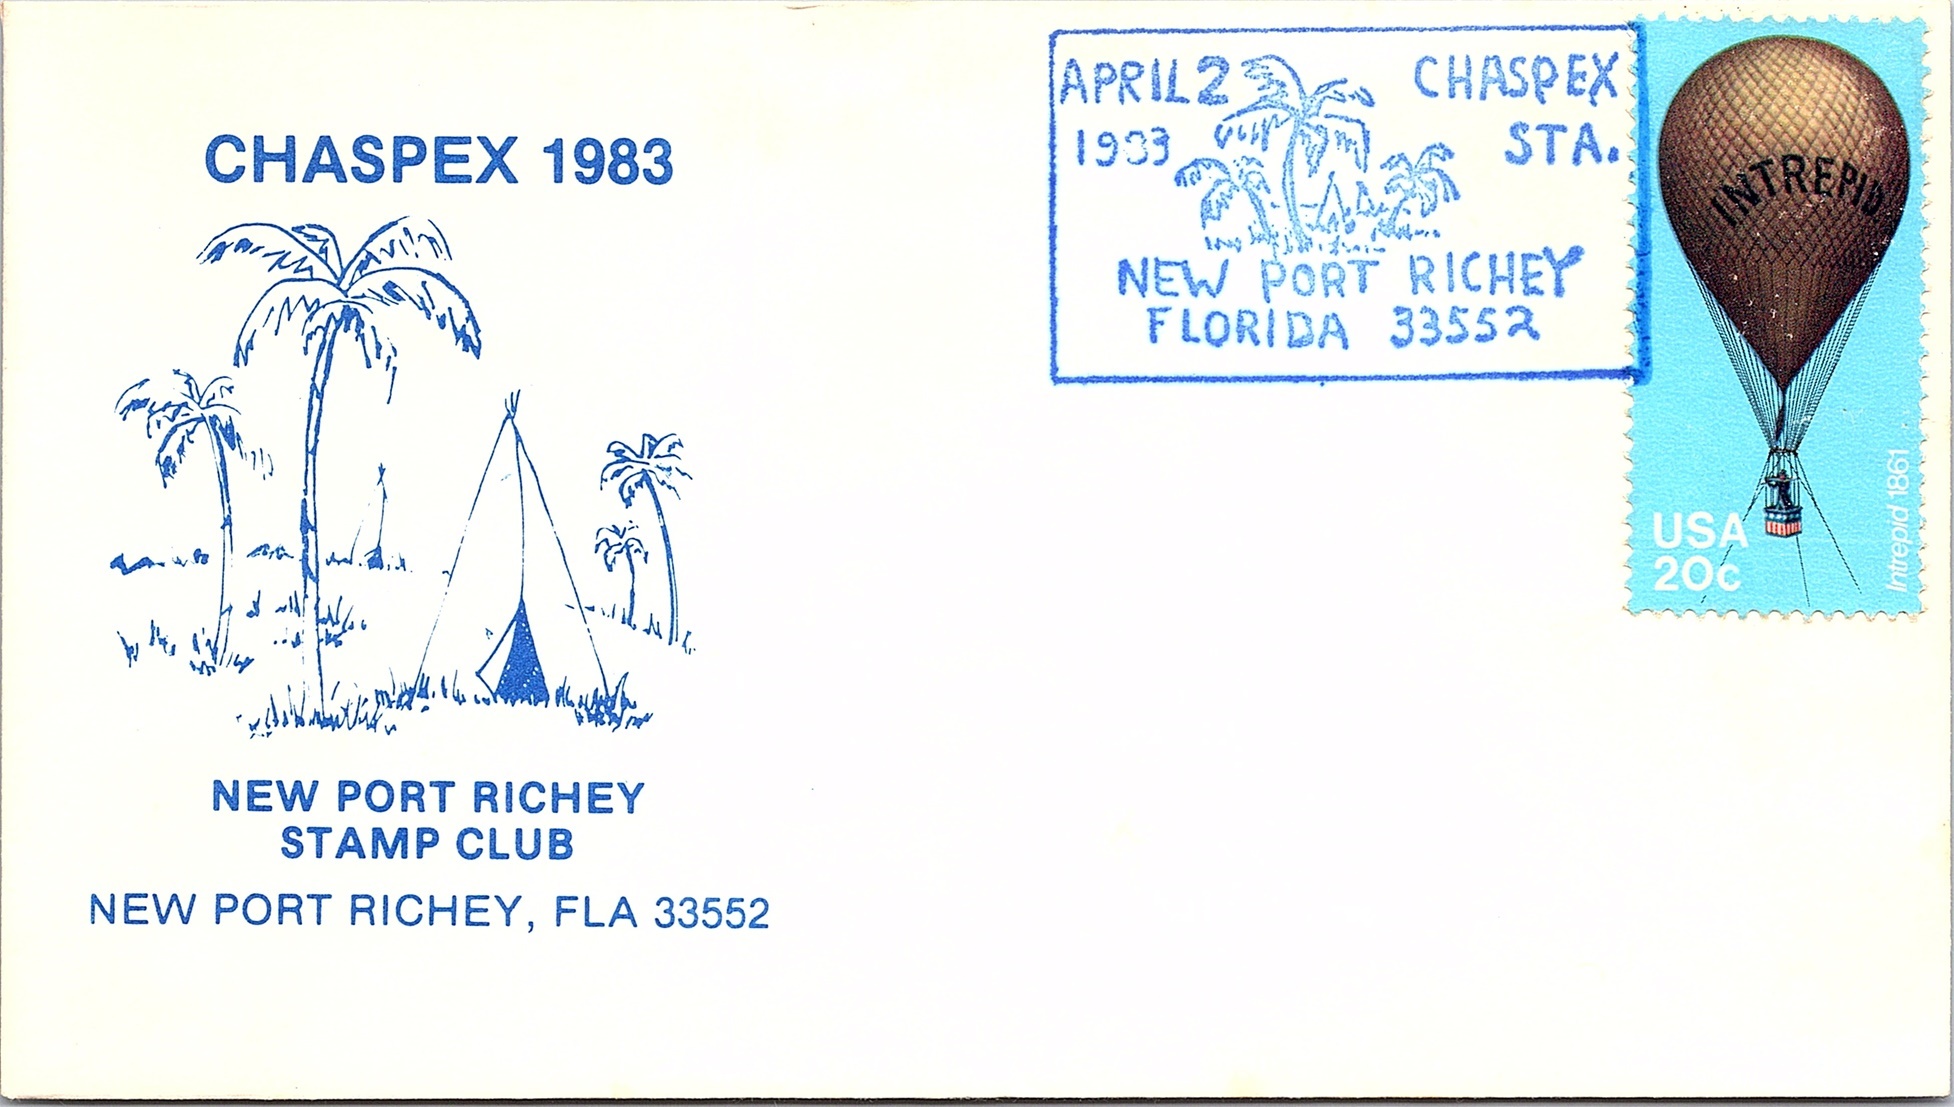 CHASPEX 1983
NEW PORT RICHEY
STAMP CLUB
NEW PORT RICHEY, FLA 33552
APRIL 2 CHASPEX
1983 STA.
NEW PORT RICHEY
FLORIDA 33552
INTREPID
USA
20c
Intrepid 1861